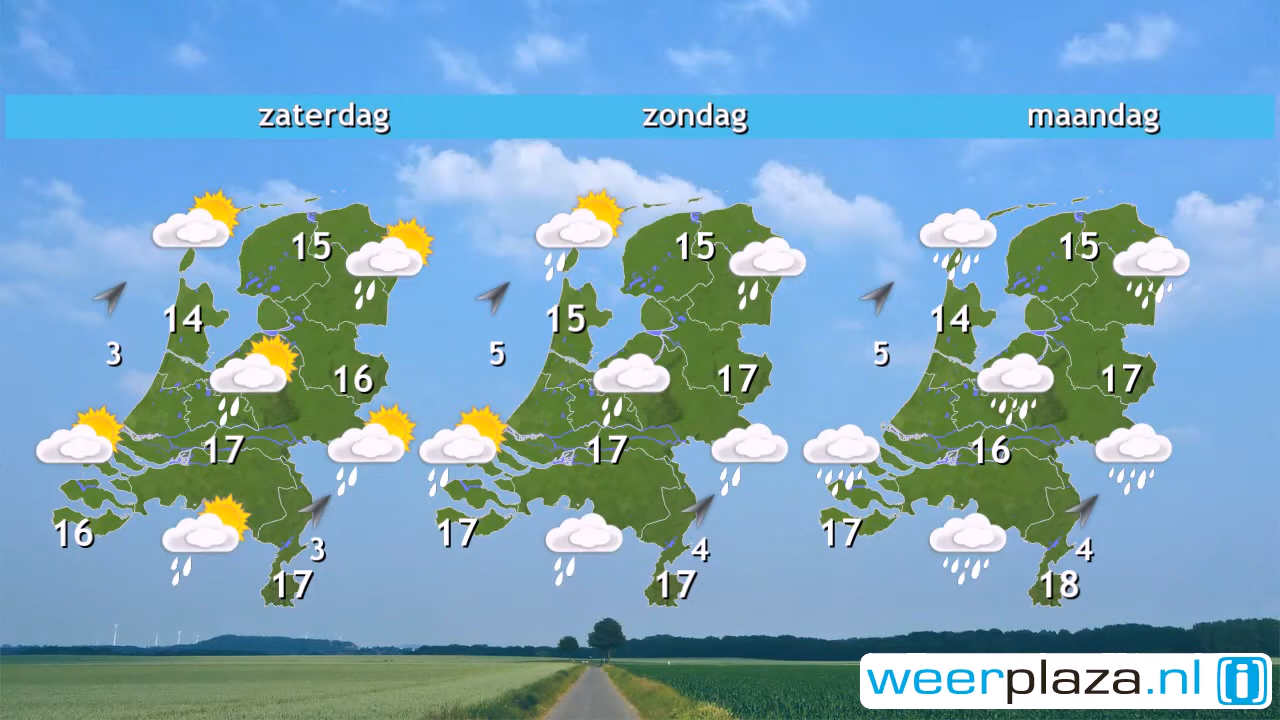 zaterdag zondag maandag
15 15 15
14 15 14
3 5 5
16 17 17
17 17 16
16 17 17
3 4 4
17 17 18
weerplaza.nl i